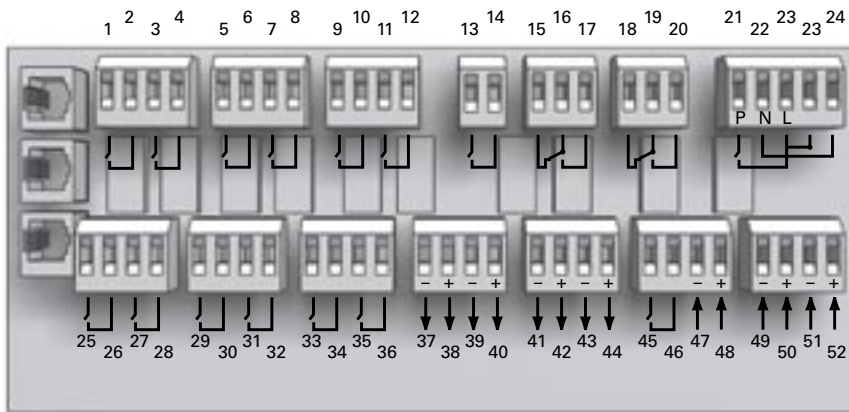 2 4 6 8 10 12 14 16 19 21 23 24
1 3 5 7 9 11 13 15 17 18 20 22 23
P N L
− + − + − + − + − + − + − +
25 27 29 31 33 35 37 39 41 43 45 47 49 51
26 28 30 32 34 36 38 40 42 44 46 48 50 52